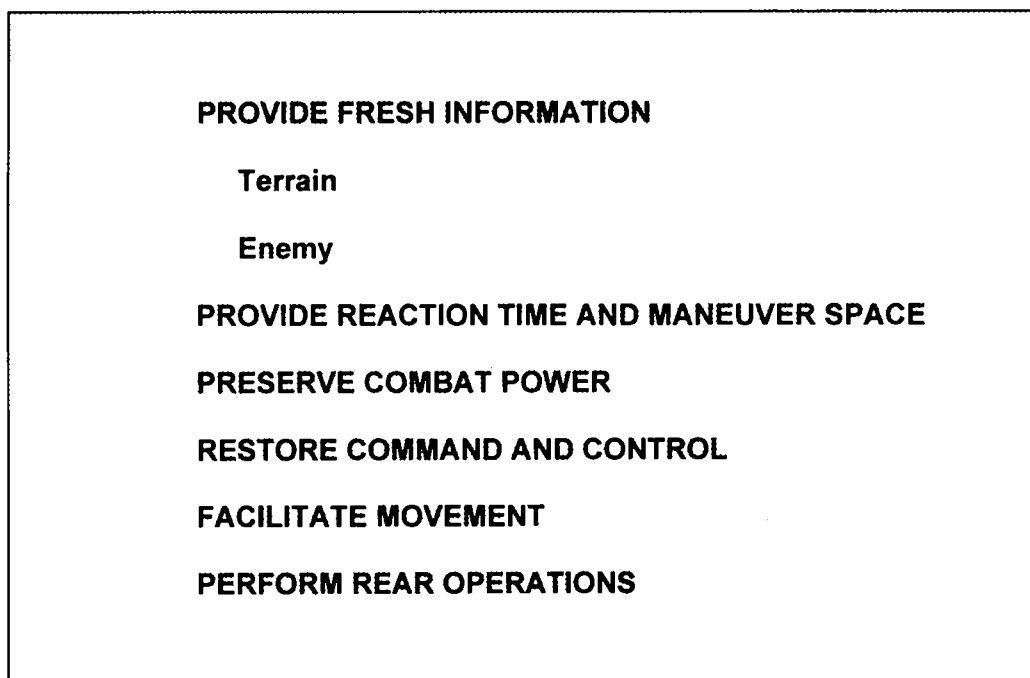 PROVIDE FRESH INFORMATION
Terrain
Enemy
PROVIDE REACTION TIME AND MANEUVER SPACE
PRESERVE COMBAT POWER
RESTORE COMMAND AND CONTROL
FACILITATE MOVEMENT
PERFORM REAR OPERATIONS